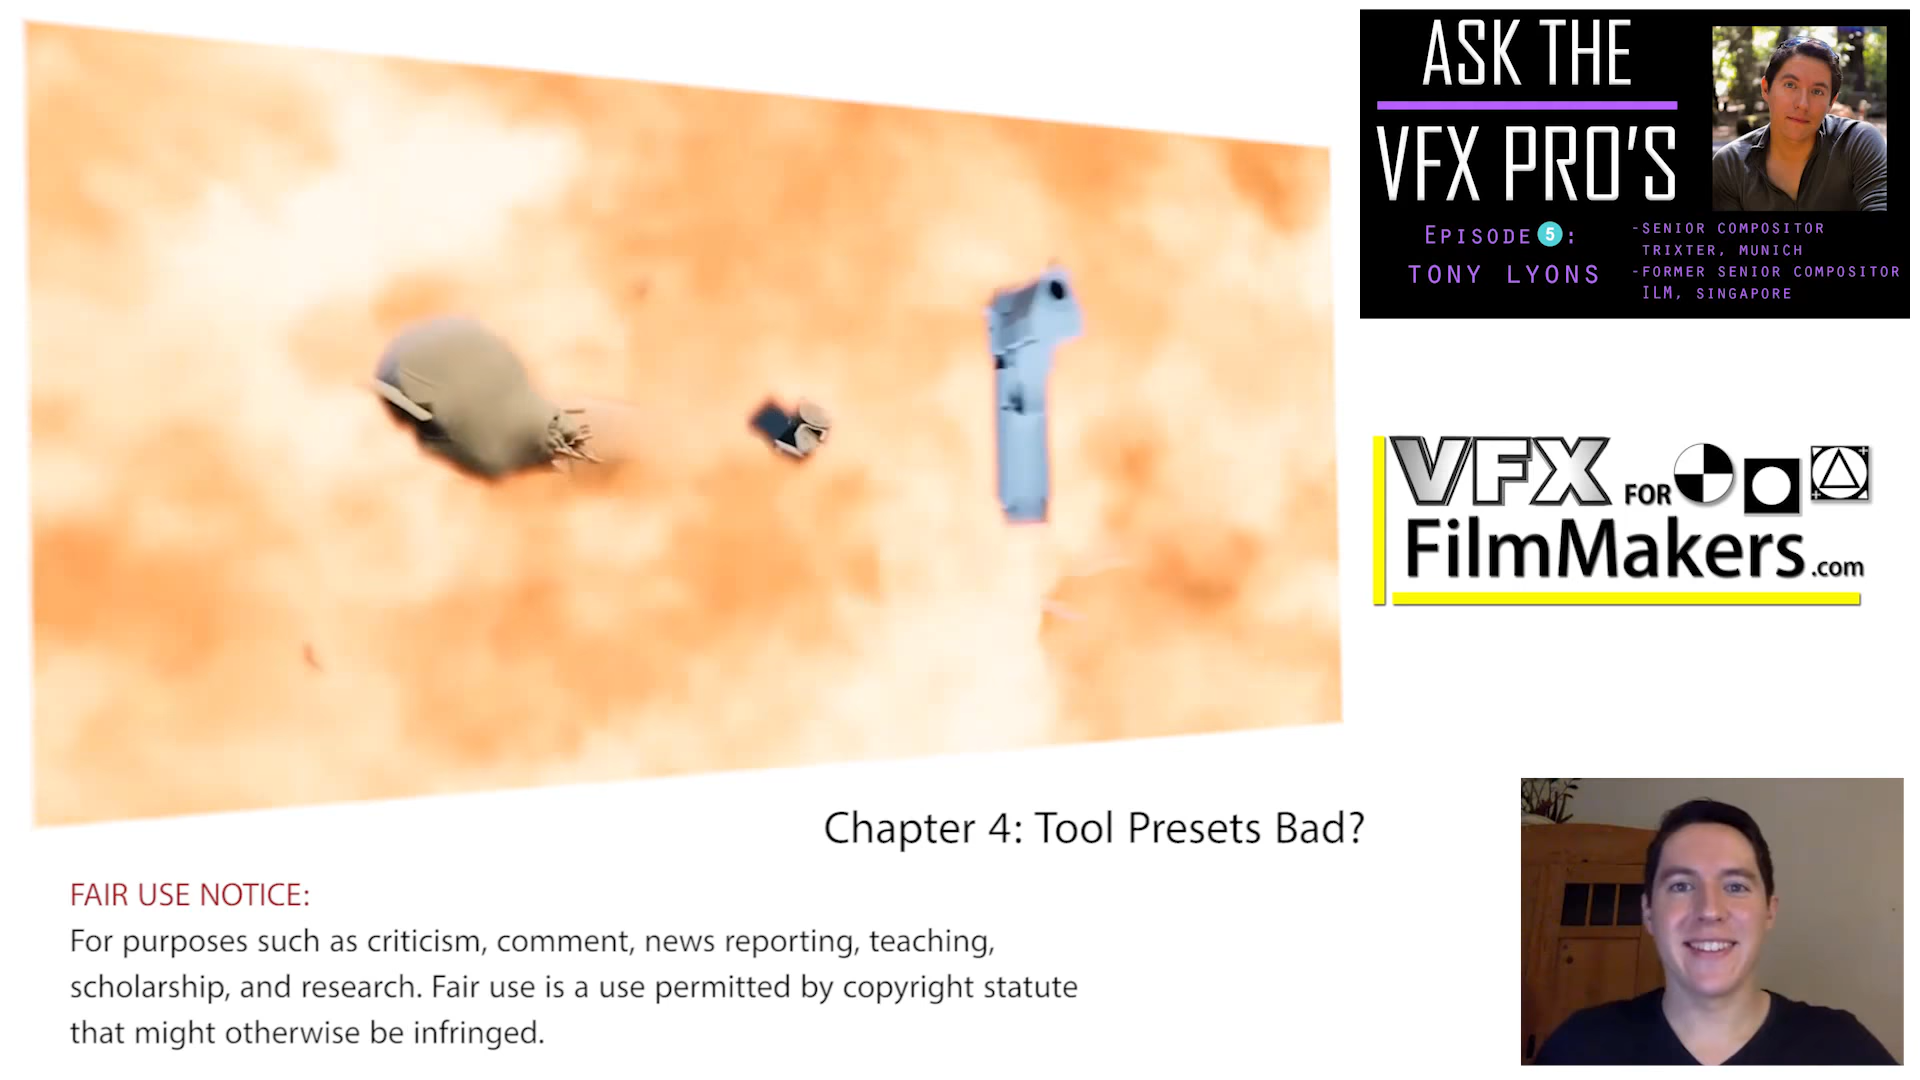 ASK THE
VFX PRO'S
EPISODE 5:
TONY LYONS
-SENIOR COMPOSITOR
TRIXTER, MUNICH
-FORMER SENIOR COMPOSITOR
ILM, SINGAPORE
VFX FOR
FilmMakers.com
Chapter 4: Tool Presets Bad?
FAIR USE NOTICE:
For purposes such as criticism, comment, news reporting, teaching,
scholarship, and research. Fair use is a use permitted by copyright statute
that might otherwise be infringed.